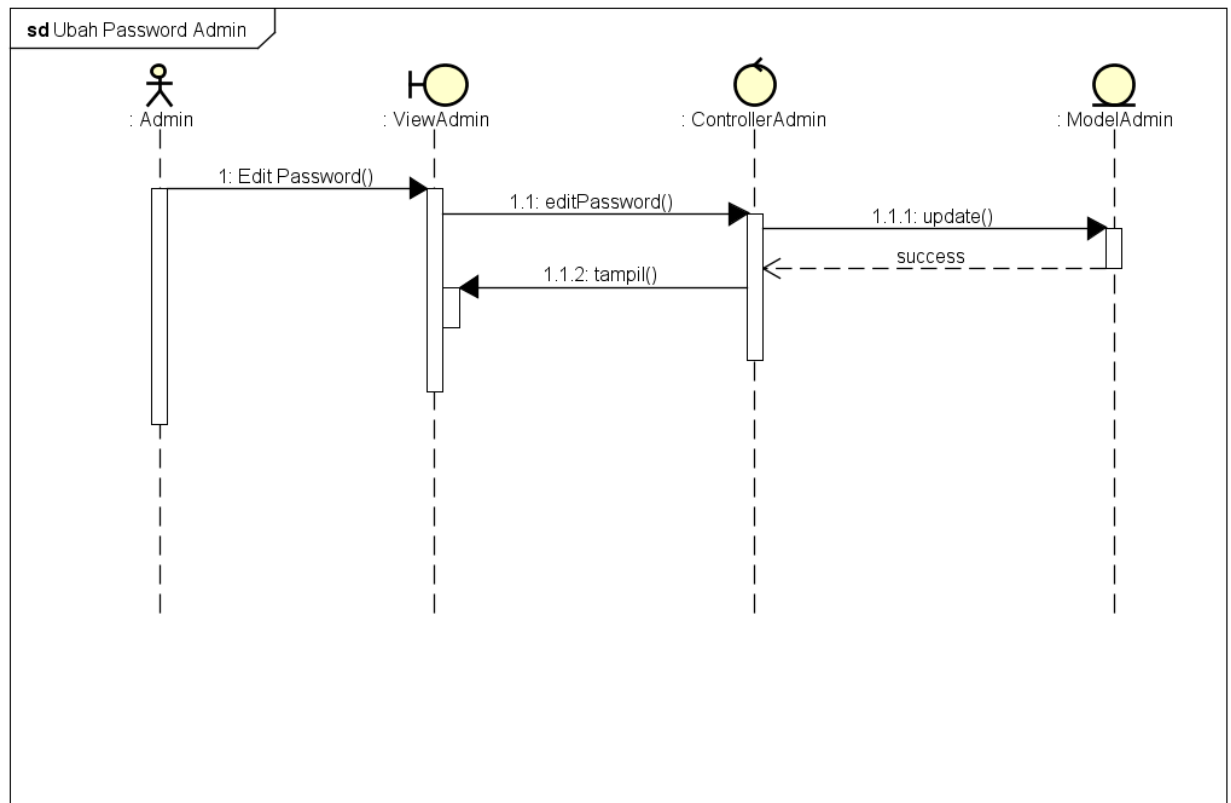 sd Ubah Password Admin
: Admin
: ViewAdmin
: ControllerAdmin
: ModelAdmin
1: Edit Password()
1.1: editPassword()
1.1.1: update()
success
1.1.2: tampil()